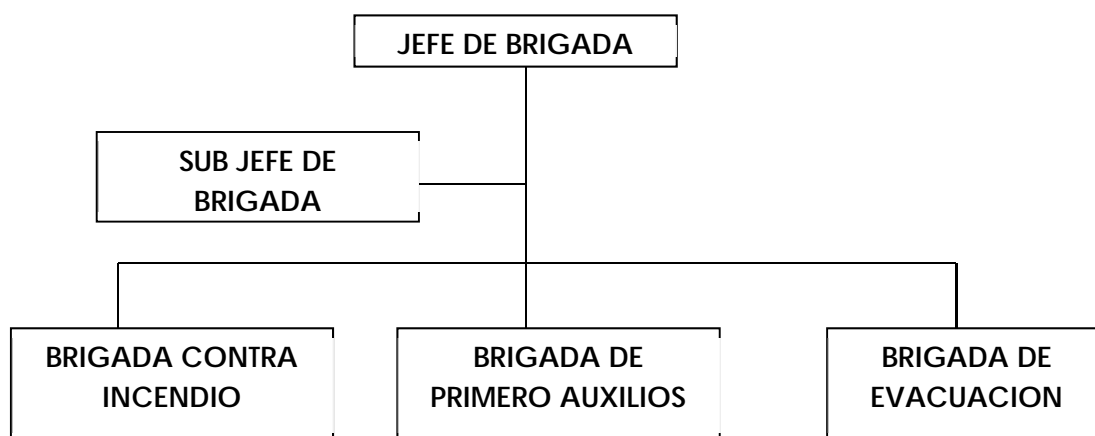 JEFE DE BRIGADA
SUB JEFE DE
BRIGADA
BRIGADA CONTRA
INCENDIO
BRIGADA DE
PRIMERO AUXILIOS
BRIGADA DE
EVACUACION